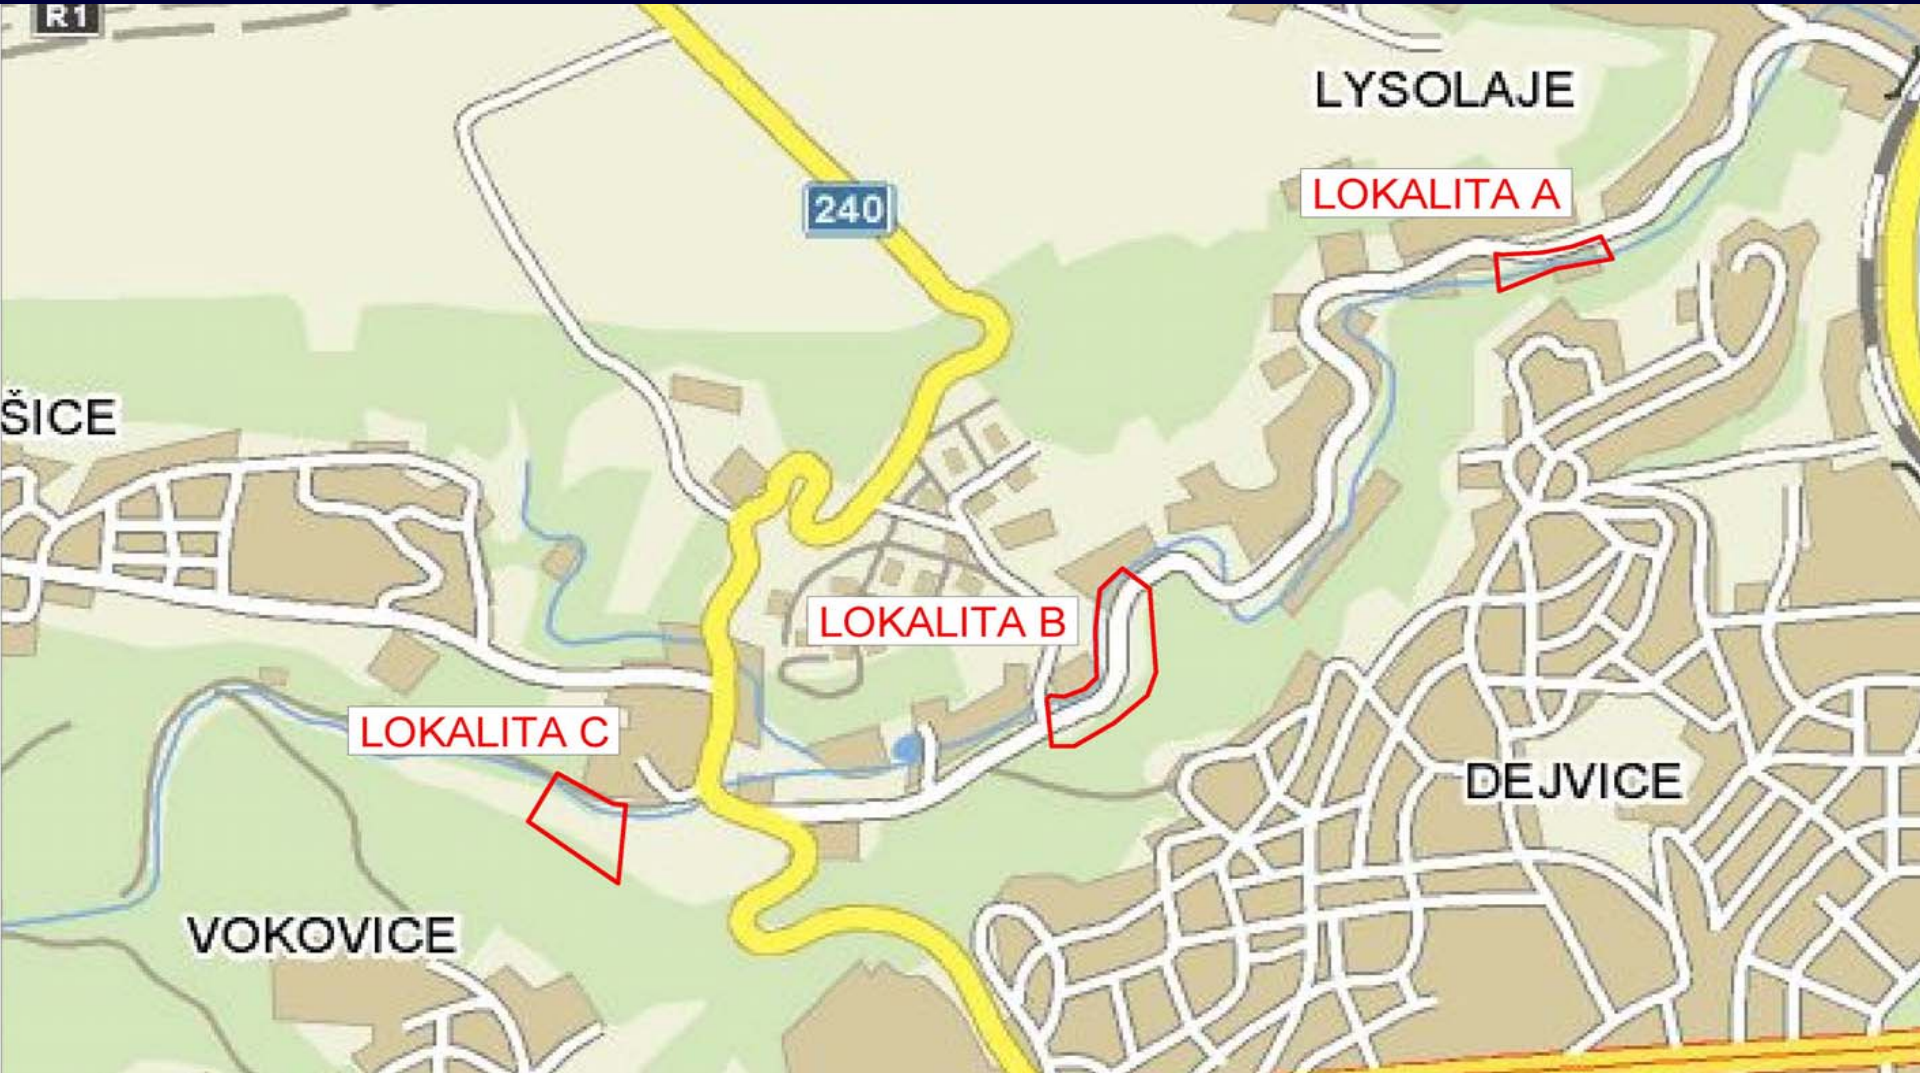 R1
LYSOLAJE
LOKALITA A
240
ŠICE
LOKALITA B
LOKALITA C
DEJVICE
VOKOVICE